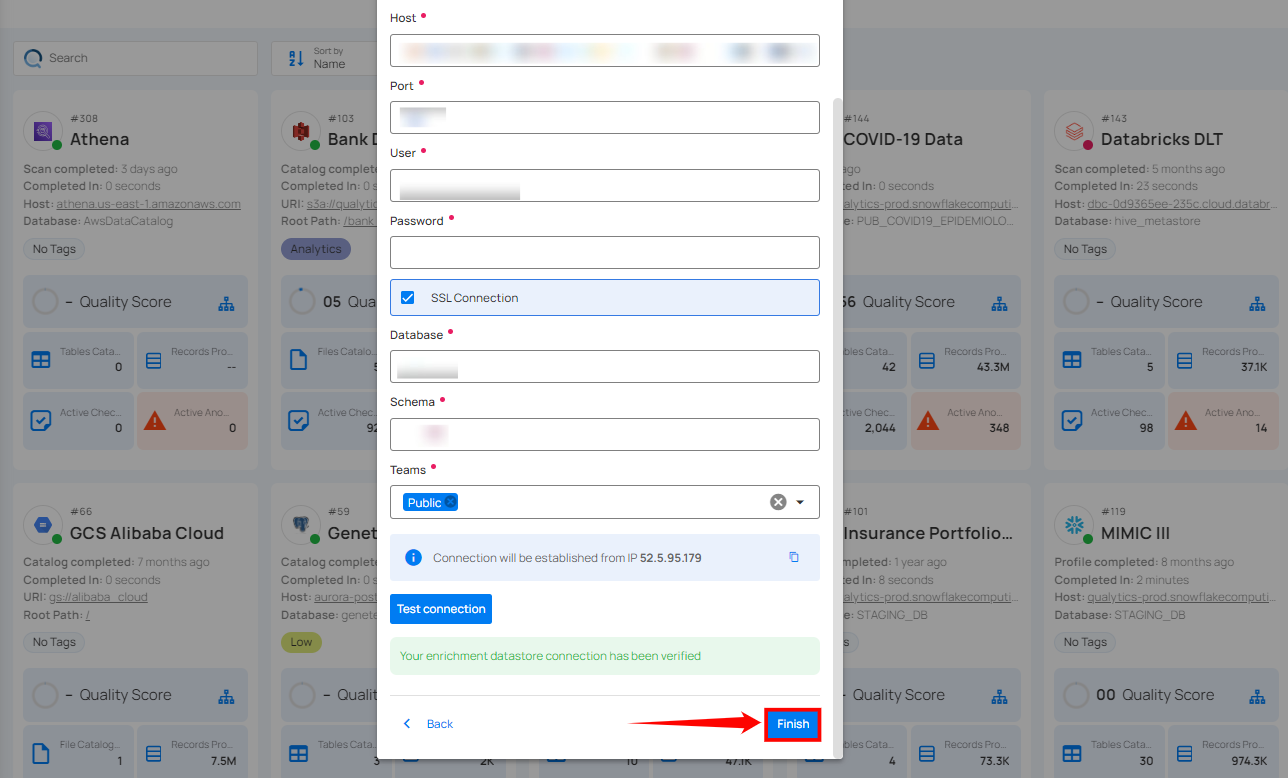 Host
Port
User
Password
SSL Connection
Database
Schema
Teams
Public
Connection will be established from IP 52.5.95.179
Test connection
Your enrichment datastore connection has been verified
Back
Finish
Search
Sort by
Name
#308
Athena
Scan completed: 3 days ago
Completed In: 0 seconds
Host: athena.us-east-1.amazonaws.com
Database: AwsDataCatalog
No Tags
– Quality Score
Tables Cata...
0
Records Pro...
--
Active Chec...
0
Active Ano...
0
#103
Bank D
Catalog comple
Completed In: 0
URI: s3a://qualytic
Root Path: /bank_
Analytics
05 Qua
Files Catalo...
5
Active Chec...
92
#144
COVID-19 Data
ago
0 seconds
alytics-prod.snowflakecomputi...
e: PUB_COVID19_EPIDEMIOLO...
66 Quality Score
Cata...
42
Records Pro...
43.3M
Chec...
2,044
Active Ano...
348
#143
Databricks DLT
Scan completed: 5 months ago
Completed In: 23 seconds
Host: dbc-0d9365ee-235c.cloud.databr...
Database: hive_metastore
No Tags
– Quality Score
Tables Cata...
5
Records Pro...
37.1K
Active Chec...
98
Active Ano...
14
#66
GCS Alibaba Cloud
Catalog completed: 7 months ago
Completed In: 0 seconds
URI: gs://alibaba_cloud
Root Path: /
No Tags
– Quality Score
File Catalog...
1
Records Pro...
7.5M
#59
Genet
Catalog comple
Completed In: 0
Host: aurora-post
Database: genete
Low
– Qualit
Tables Cata...
3
2K
10
47.1K
#101
Insurance Portfolio...
mpleted: 1 year ago
In: 8 seconds
alytics-prod.snowflakecomputi...
e: STAGING_DB
s
– Quality Score
Cata...
4
Records Pro...
73.3K
#119
MIMIC III
Profile completed: 8 months ago
Completed In: 2 minutes
Host: qualytics-prod.snowflakecomputi...
Database: STAGING_DB
No Tags
00 Quality Score
Tables Cata...
30
Records Pro...
974.3K